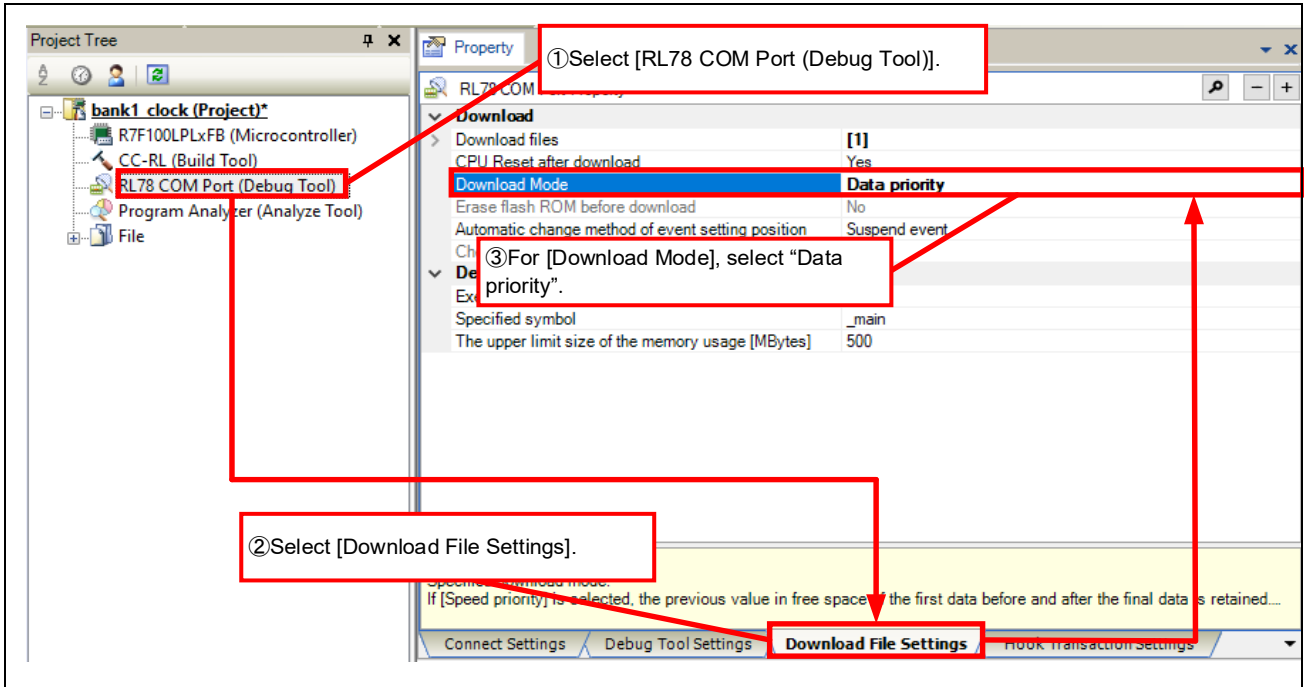 Project Tree
bank1_clock (Project)*
R7F100LPLxFB (Microcontroller)
CC-RL (Build Tool)
RL78 COM Port (Debug Tool)
Program Analyzer (Analyze Tool)
File
Property
①Select [RL78 COM Port (Debug Tool)].
RL78 COM
Download
Download files [1]
CPU Reset after download Yes
Download Mode Data priority
Erase flash ROM before download No
Automatic change method of event setting position Suspend event
③For [Download Mode], select “Data
priority”.
Specified symbol _main
The upper limit size of the memory usage [MBytes] 500
②Select [Download File Settings].
If [Speed priority] is selected, the previous value in free space of the first data before and after the final data is retained....
Connect Settings
Debug Tool Settings
Download File Settings
Hook Transaction Settings